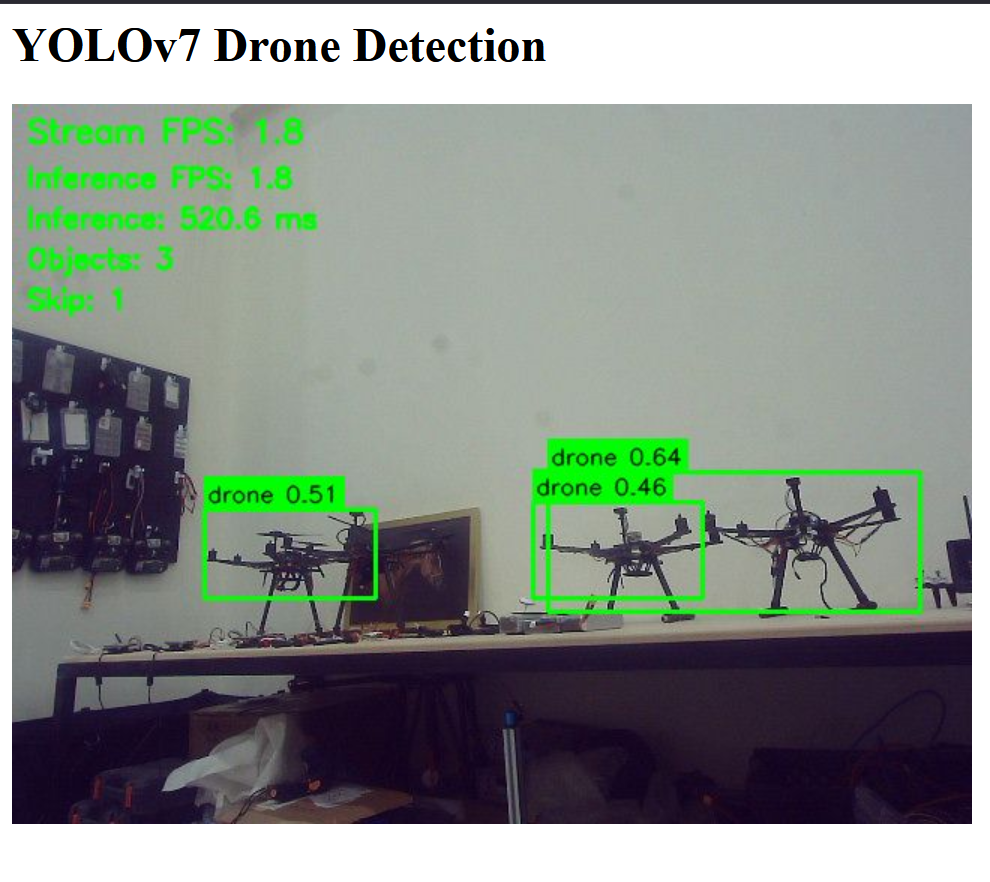 YOLOv7 Drone Detection
Stream FPS: 1.8
Inference FPS: 1.8
Inference: 520.6 ms
Objects: 3
Skip: 1
drone 0.64
drone 0.46
drone 0.51